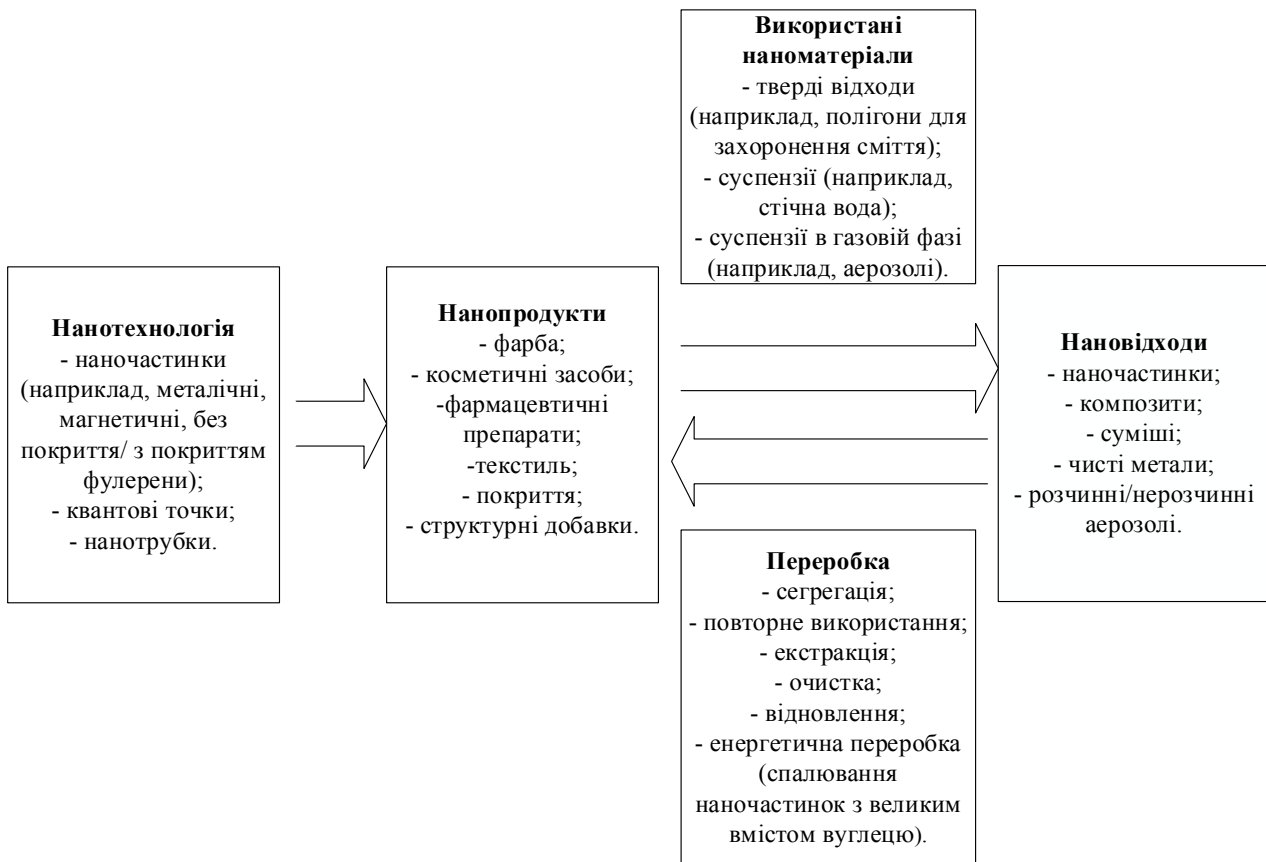 Використані
наноматеріали
- тверді відходи
(наприклад, полігони для
захоронення сміття);
- суспензії (наприклад,
стічна вода);
- суспензії в газовій фазі
(наприклад, аерозолі).
Нанотехнологія
- наночастинки
(наприклад, металічні,
магнетичні, без
покриття/ з покриттям
фулерени);
- квантові точки;
- нанотрубки.
Нанопродукти
- фарба;
- косметичні засоби;
-фармацевтичні
препарати;
-текстиль;
- покриття;
- структурні добавки.
Нановідходи
- наночастинки;
- композити;
- суміші;
- чисті метали;
- розчинні/нерозчинні
аерозолі.
Переробка
- сегрегація;
- повторне використання;
- екстракція;
- очистка;
- відновлення;
- енергетична переробка
(спалювання
наночастинок з великим
вмістом вуглецю).